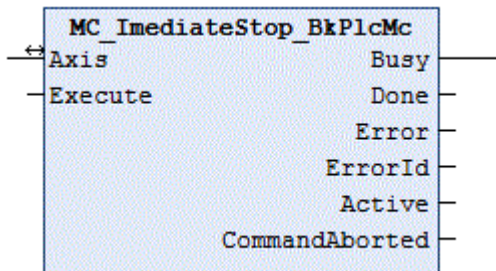 MC_ImediateStop_BkPlcMc
Axis Busy
Execute Done
Error
ErrorId
Active
CommandAborted